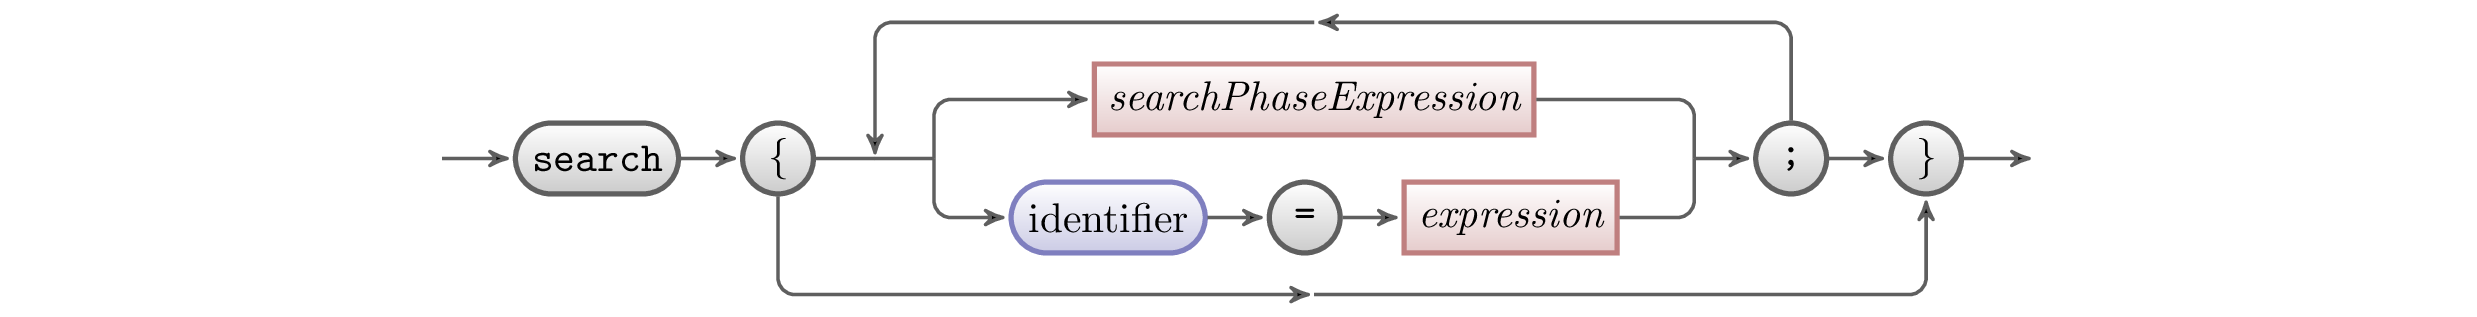 searchPhaseExpression
search { ; }
identifier = expression